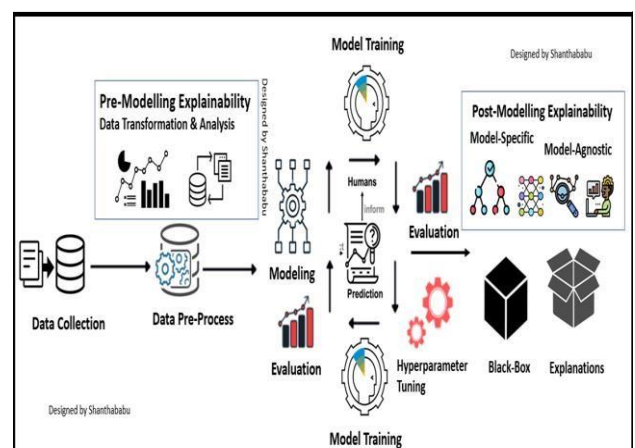 Model Training
Designed by Shanthababu
Pre-Modelling Explainability
Data Transformation & Analysis
Designed by Shanthababu
Post-Modelling Explainability
Model-Specific
Model-Agnostic
Humans
inform
Evaluation
Modeling
Prediction
Data Collection
Data Pre-Process
Evaluation
Hyperparameter
Tuning
Black-Box
Explanations
Designed by Shanthababu
Model Training